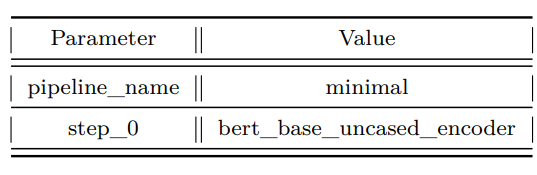 Parameter Value
pipeline_name minimal
step_0 bert_base_uncased_encoder